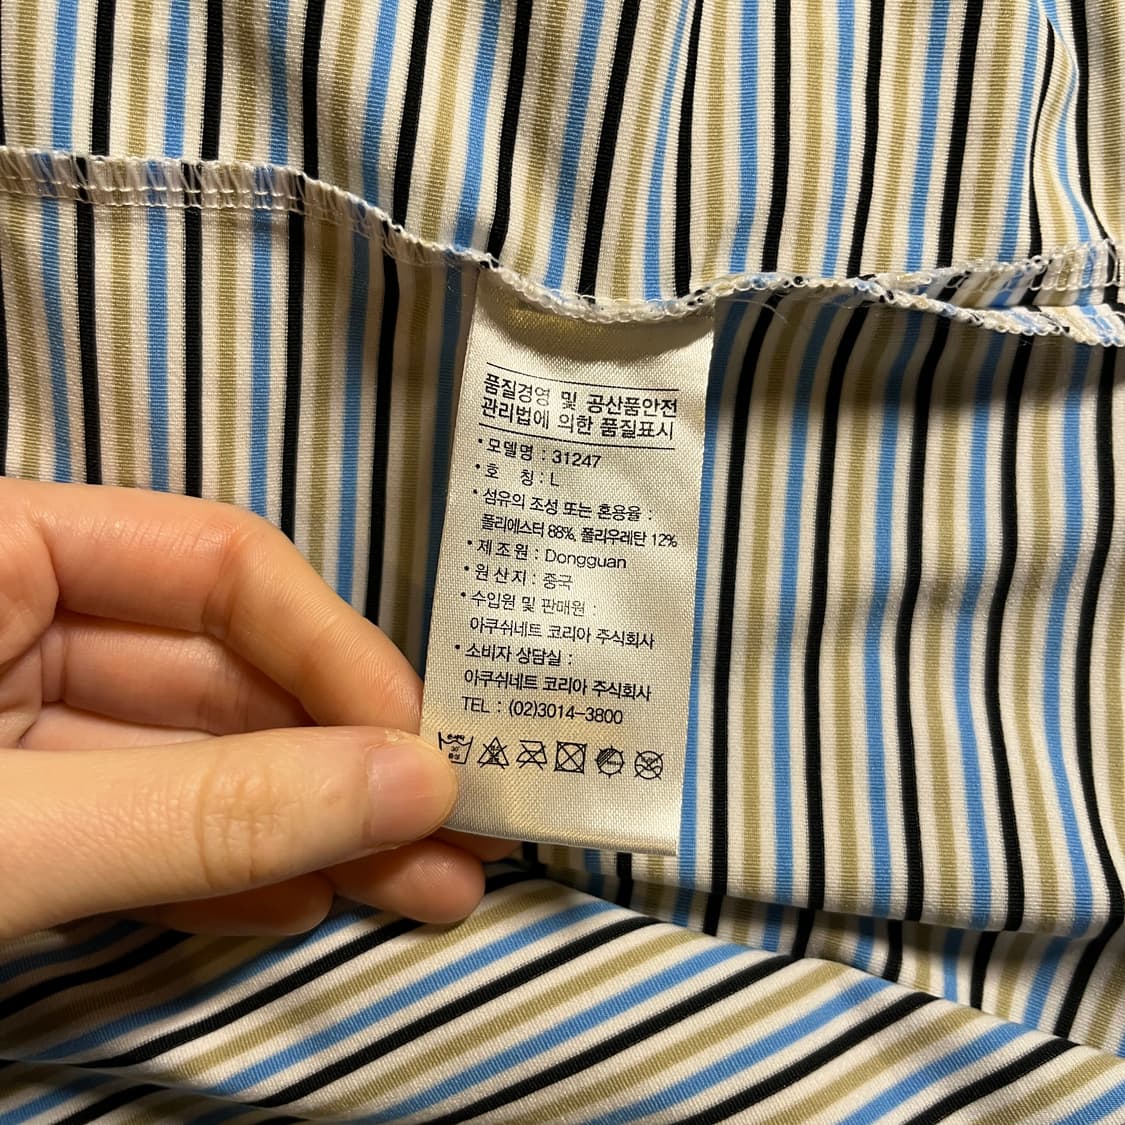 품질경영 및 공산품안전
관리법에 의한 품질표시
• 모델명 : 31247
• 호 칭 : L
• 섬유의 조성 또는 혼용율 :
폴리에스터 88%, 폴리우레탄 12%
• 제조원 : Dongguan
• 원산지 : 중국
• 수입원 및 판매원 :
아쿠쉬네트 코리아 주식회사
• 소비자 상담실 :
아쿠쉬네트 코리아 주식회사
TEL : (02)3014-3800